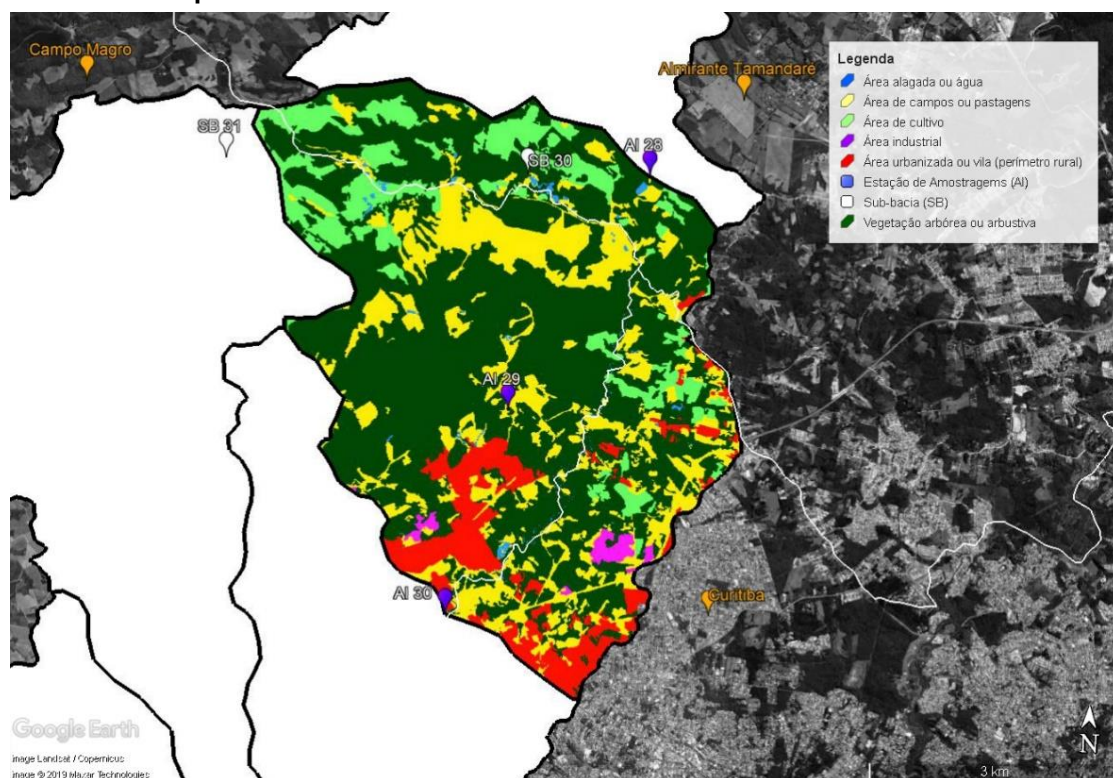 Campo Magro
Almirante Tamandaré
SB 31
SB 30
AI 28
Legenda
Área alagada ou água
Área de campos ou pastagens
Área de cultivo
Área industrial
Área urbanizada ou vila (perímetro rural)
Estação de Amostragems (AI)
Sub-bacia (SB)
Vegetação arbórea ou arbustiva
AI 29
AI 30
Curitiba
Google Earth
Image Landsat / Copernicus
Image © 2019 Maxar Technologies
N
3 km